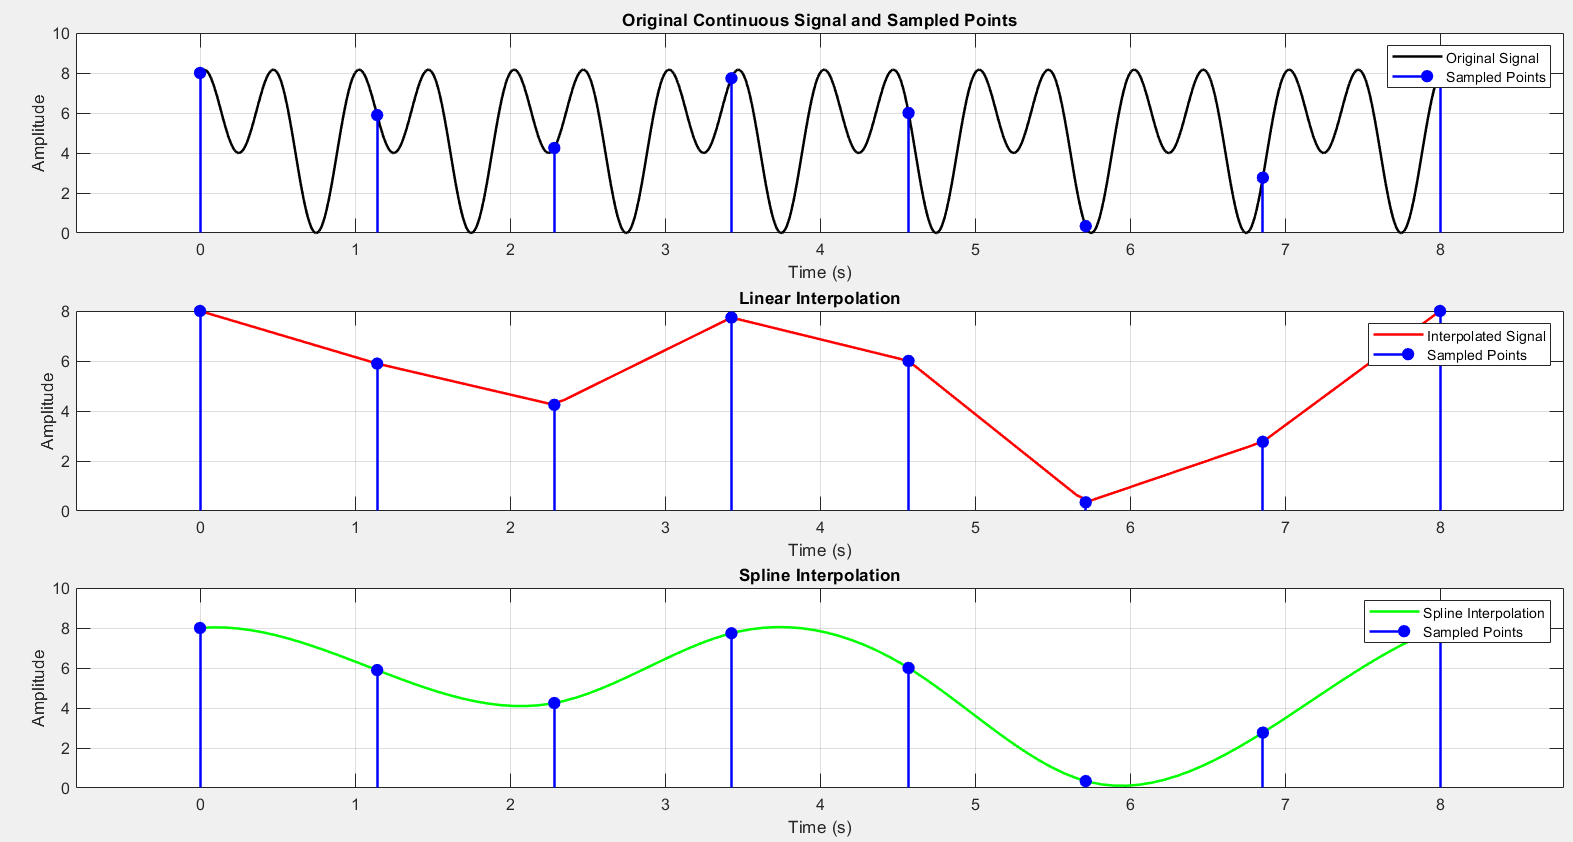 Original Continuous Signal and Sampled Points
10
8
6
4
2
0
Amplitude
Original Signal
Sampled Points
0 1 2 3 4 5 6 7 8
Time (s)
Linear Interpolation
8
6
4
2
0
Amplitude
Interpolated Signal
Sampled Points
0 1 2 3 4 5 6 7 8
Time (s)
Spline Interpolation
10
8
6
4
2
0
Amplitude
Spline Interpolation
Sampled Points
0 1 2 3 4 5 6 7 8
Time (s)